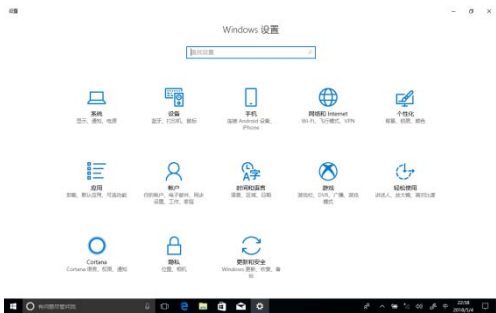 设置
Windows 设置
查找设置
系统
显示、通知、电源
设备
蓝牙、打印机、鼠标
手机
连接 Android 设备、
iPhone
网络和 Internet
WLAN、飞行模式、VPN
个性化
背景、锁屏、颜色
应用
卸载、默认应用、可选功能
帐户
你的帐户、电子邮件、同步
设置、工作、家庭
时间和语言
语音、区域、日期
游戏
游戏栏、DVR、广播、游戏
模式
轻松使用
讲述人、放大镜、高对比度
Cortana
Cortana 语言、权限、通知
隐私
位置、相机
更新和安全
Windows 更新、恢复、备
份
有问题尽管问我
中
22:58
2018/1/4